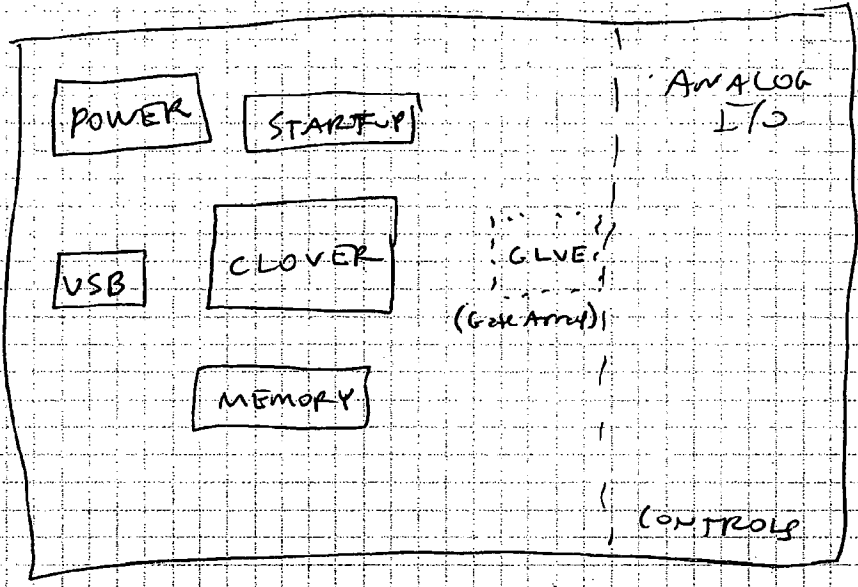 POWER
STARTUP
ANALOG
I/O
USB
CLOVER
GLUE
(Gate Array)
MEMORY
CONTROLS